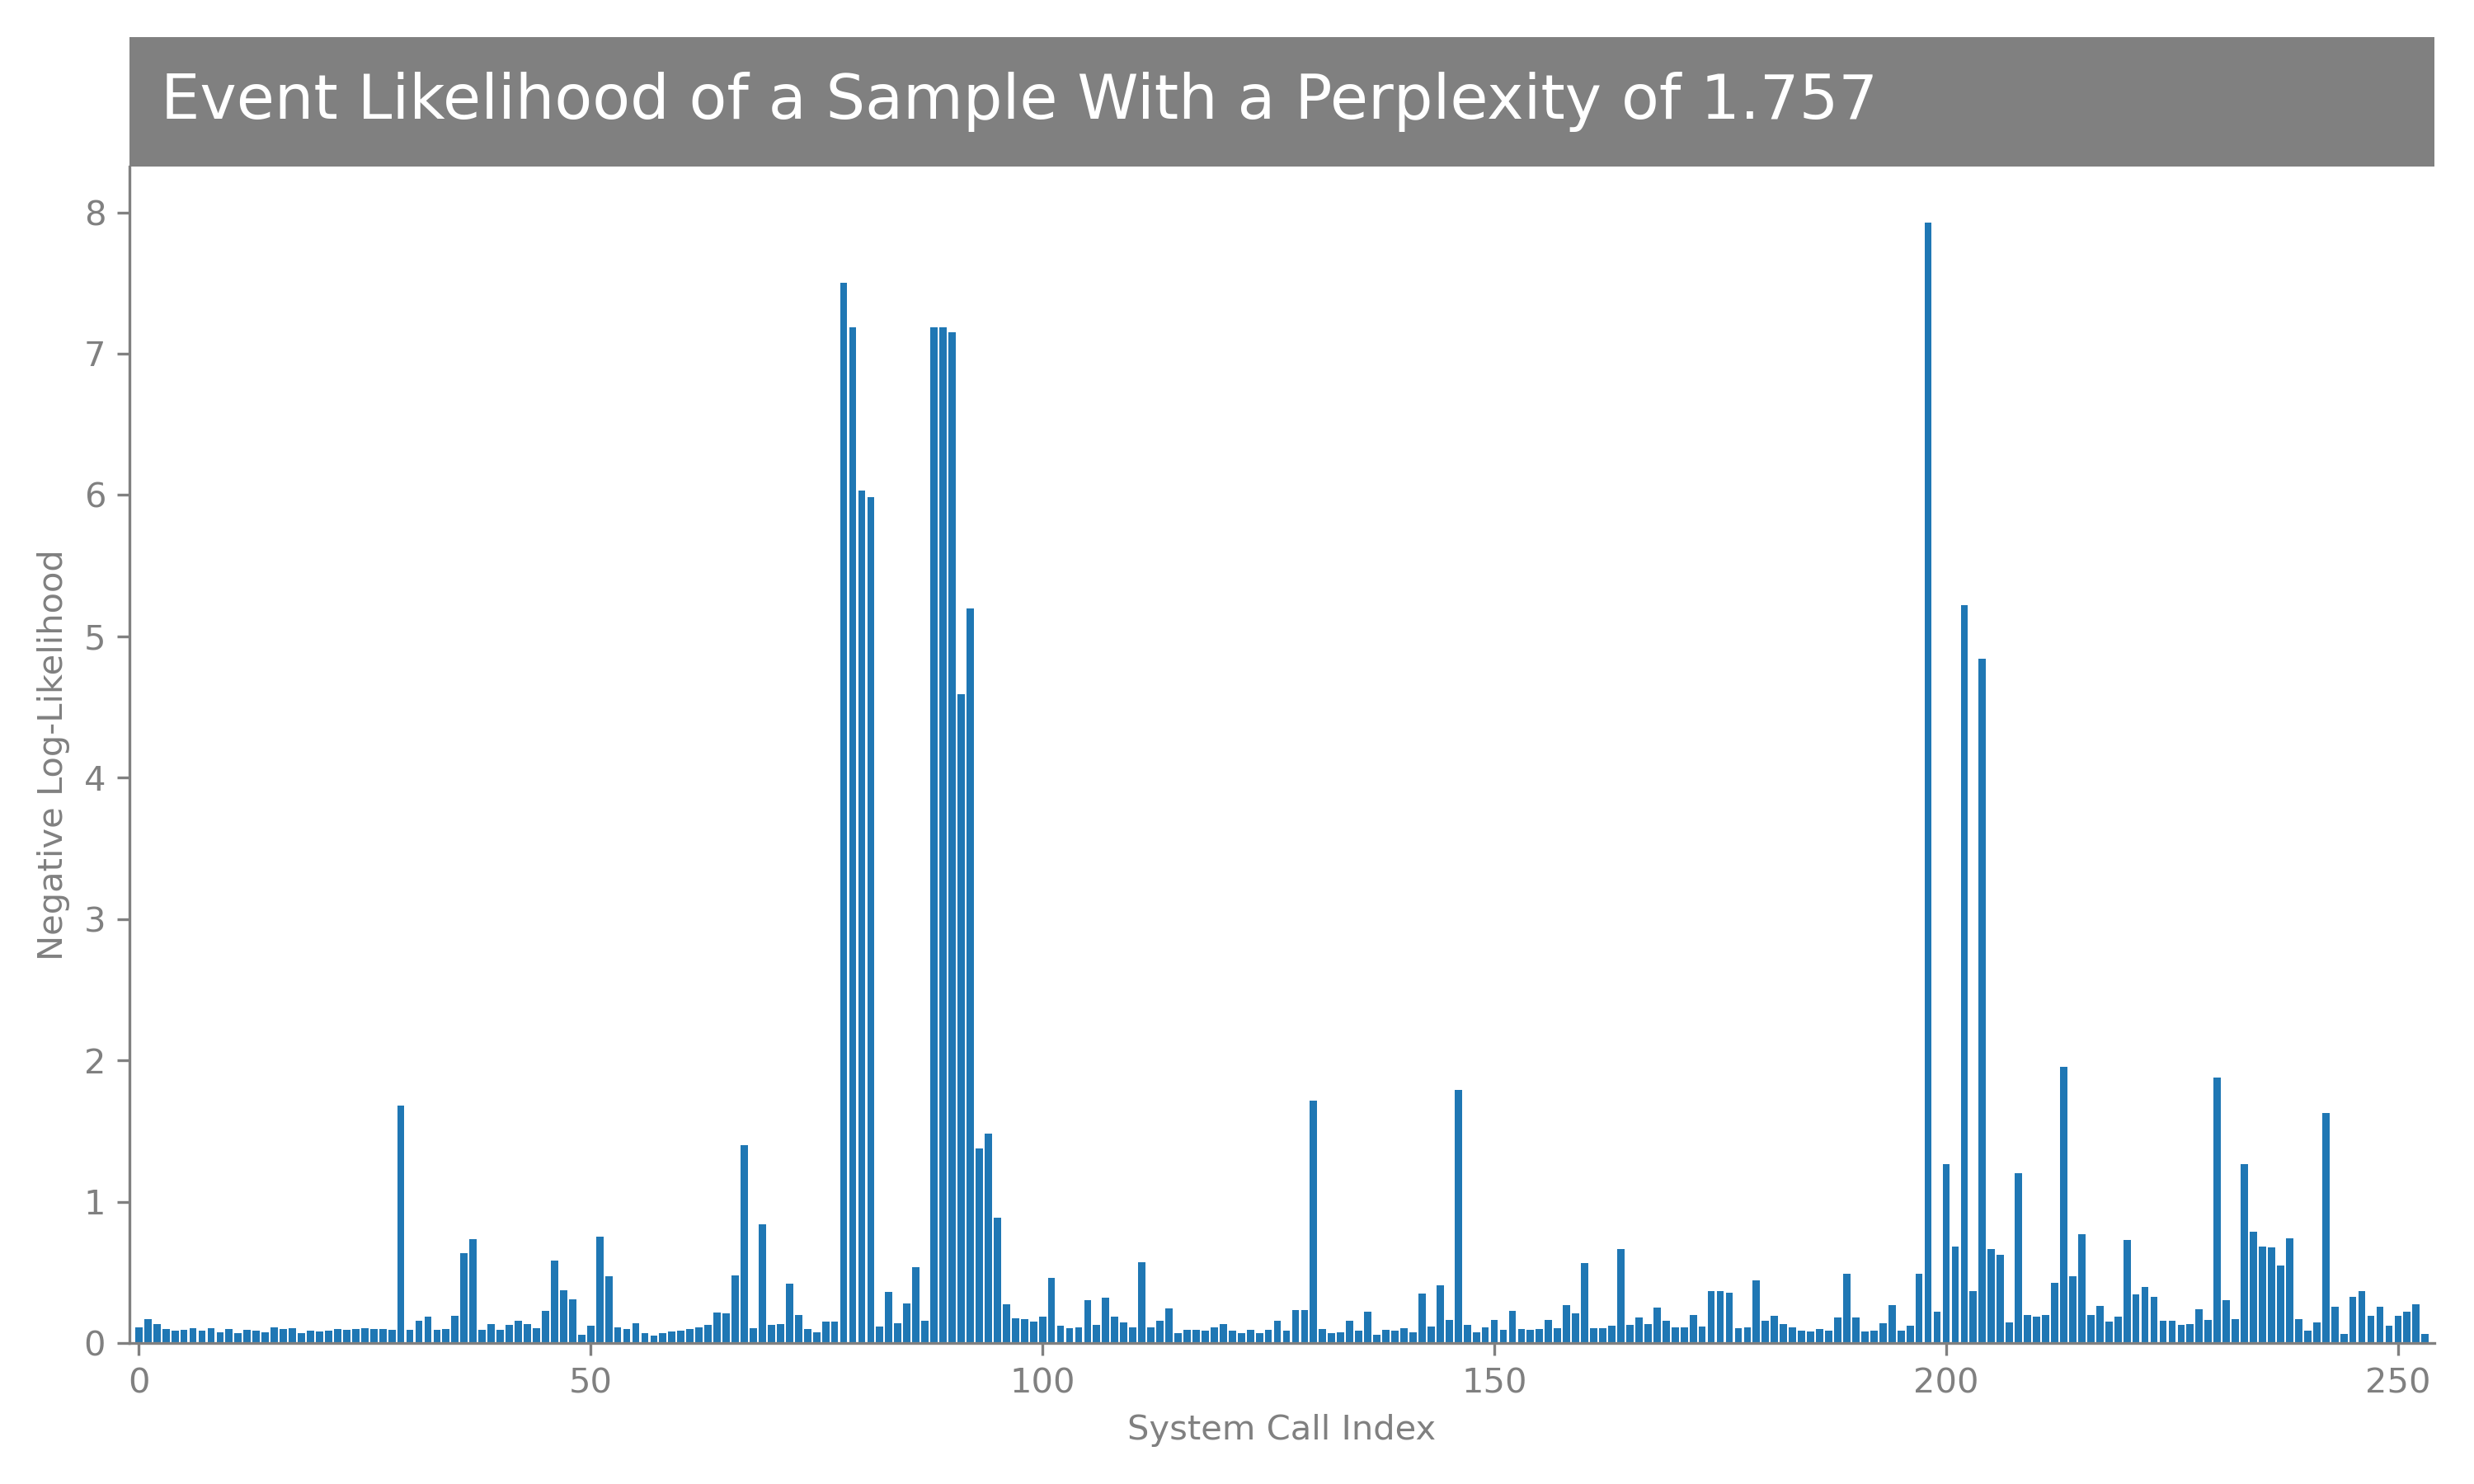 Event Likelihood of a Sample With a Perplexity of 1.757
8
7
6
5
4
3
2
1
0
Negative Log-Likelihood
0 50 100 150 200 250
System Call Index